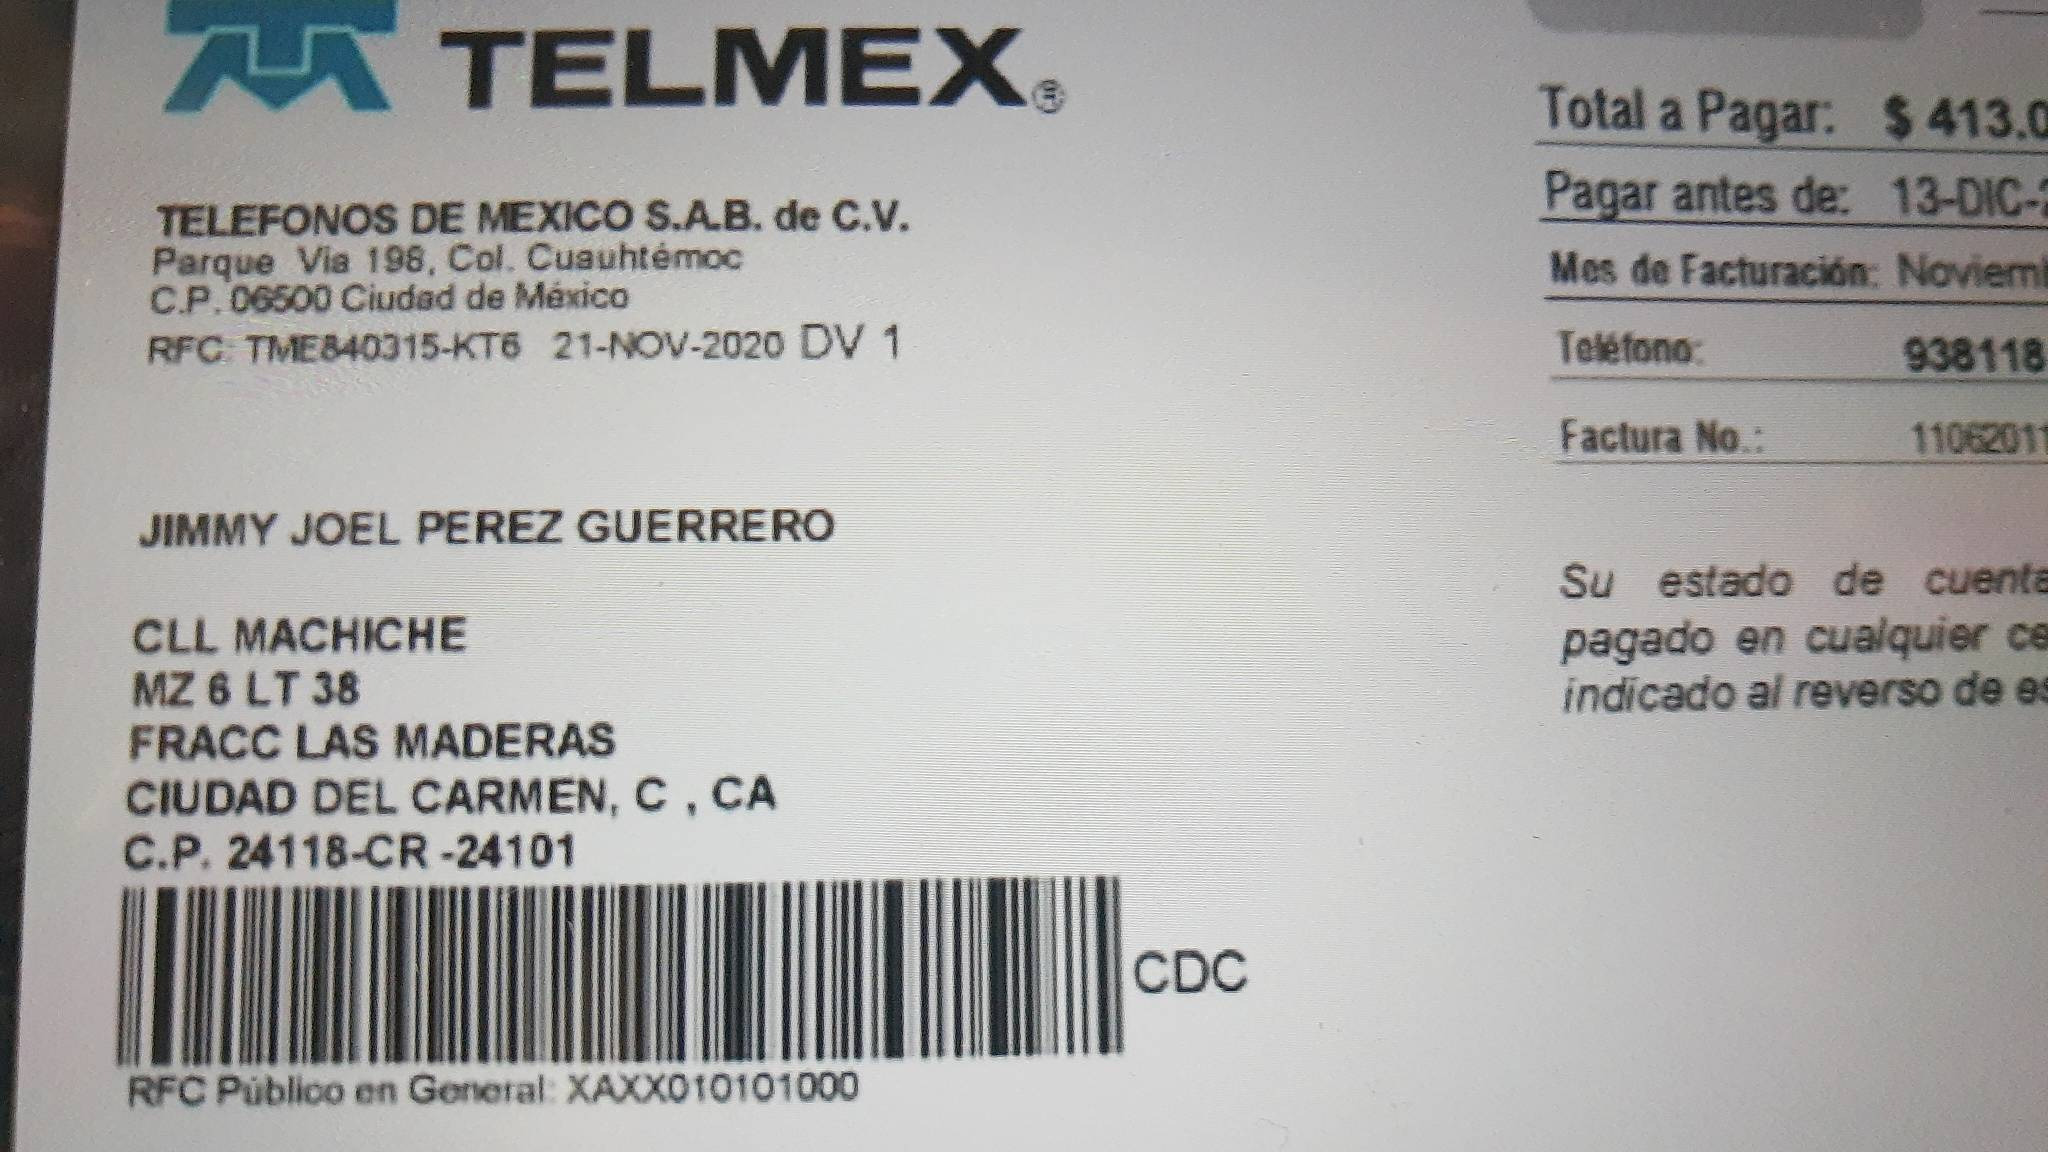 TELMEX®
TELEFONOS DE MEXICO S.A.B. de C.V.
Parque Via 198, Col. Cuauhtémoc
C.P. 06500 Ciudad de México
RFC: TME840315-KT6 21-NOV-2020 DV 1
JIMMY JOEL PEREZ GUERRERO
CLL MACHICHE
MZ 6 LT 38
FRACC LAS MADERAS
CIUDAD DEL CARMEN, C , CA
C.P. 24118-CR -24101
CDC
RFC Público en General: XAXX010101000
Total a Pagar: $ 413.0
Pagar antes de: 13-DIC-2
Mes de Facturación: Noviem
Teléfono: 938118
Factura No.: 11062011
Su estado de cuenta
pagado en cualquier ce
indicado al reverso de es